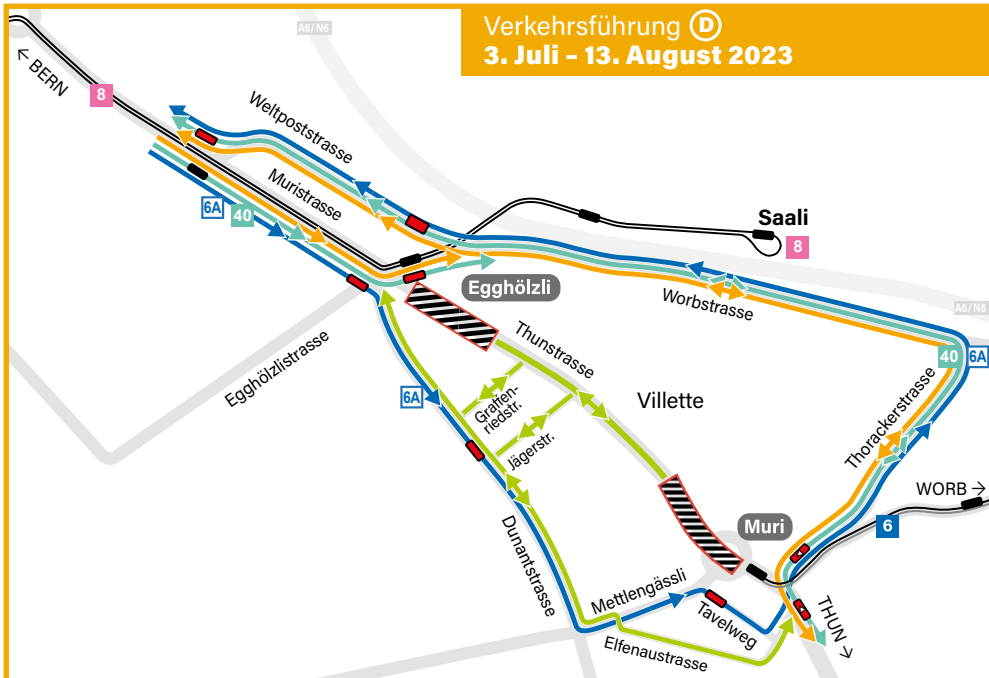 Verkehrsführung D
3. Juli – 13. August 2023
A6/N6
← BERN
8
Weltpoststrasse
Muristrasse
6A
40
Saali
8
Egghölzli
Worbstrasse
A6/N6
Thunstrasse
40
6A
Egghölzlistrasse
6A
Graffen-
riedstr.
Villette
Jägerstr.
Thorackerstrasse
WORB →
6
Muri
Dunantstrasse
Mettlengässli
Tavelweg
THUN →
Elfenaustrasse